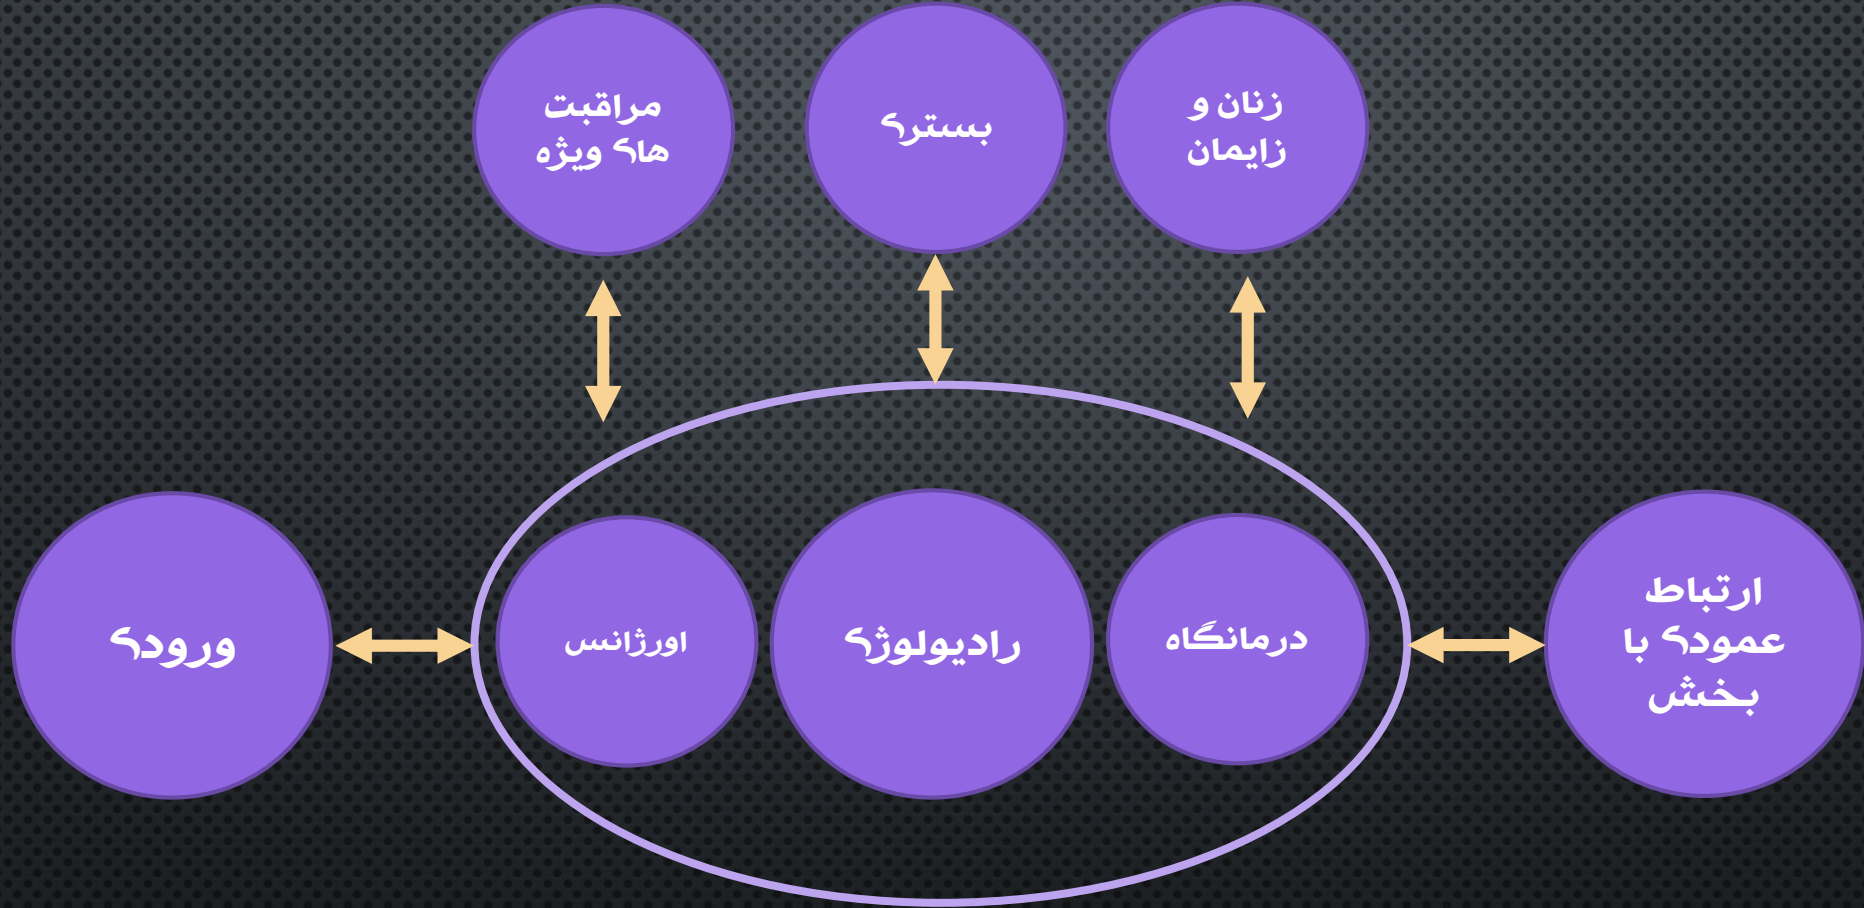 زنان و
زایمان
بستری
مراقبت
های ویژه
ارتباط
عمودی با
بخش
درمانگاه
رادیولوژی
اورژانس
ورودی